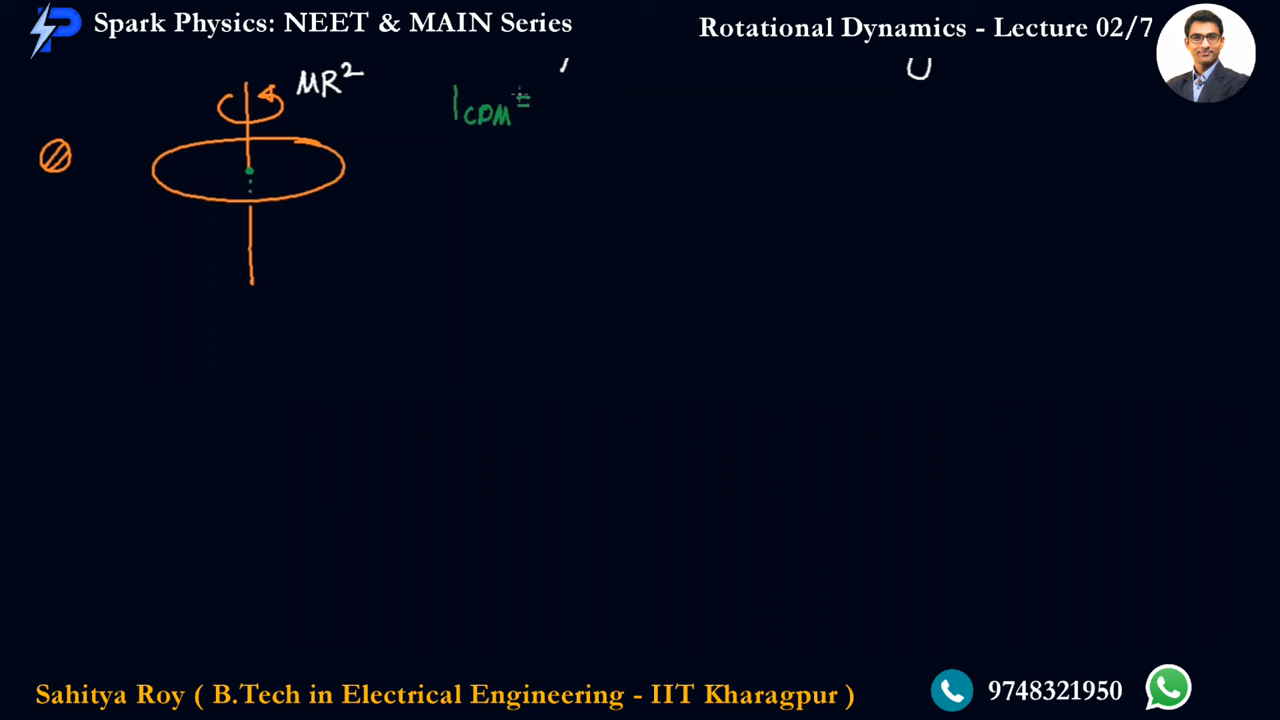 Spark Physics: NEET & MAIN Series
Rotational Dynamics - Lecture 02/7
MR²
I_COM =
Sahitya Roy ( B.Tech in Electrical Engineering - IIT Kharagpur )
9748321950